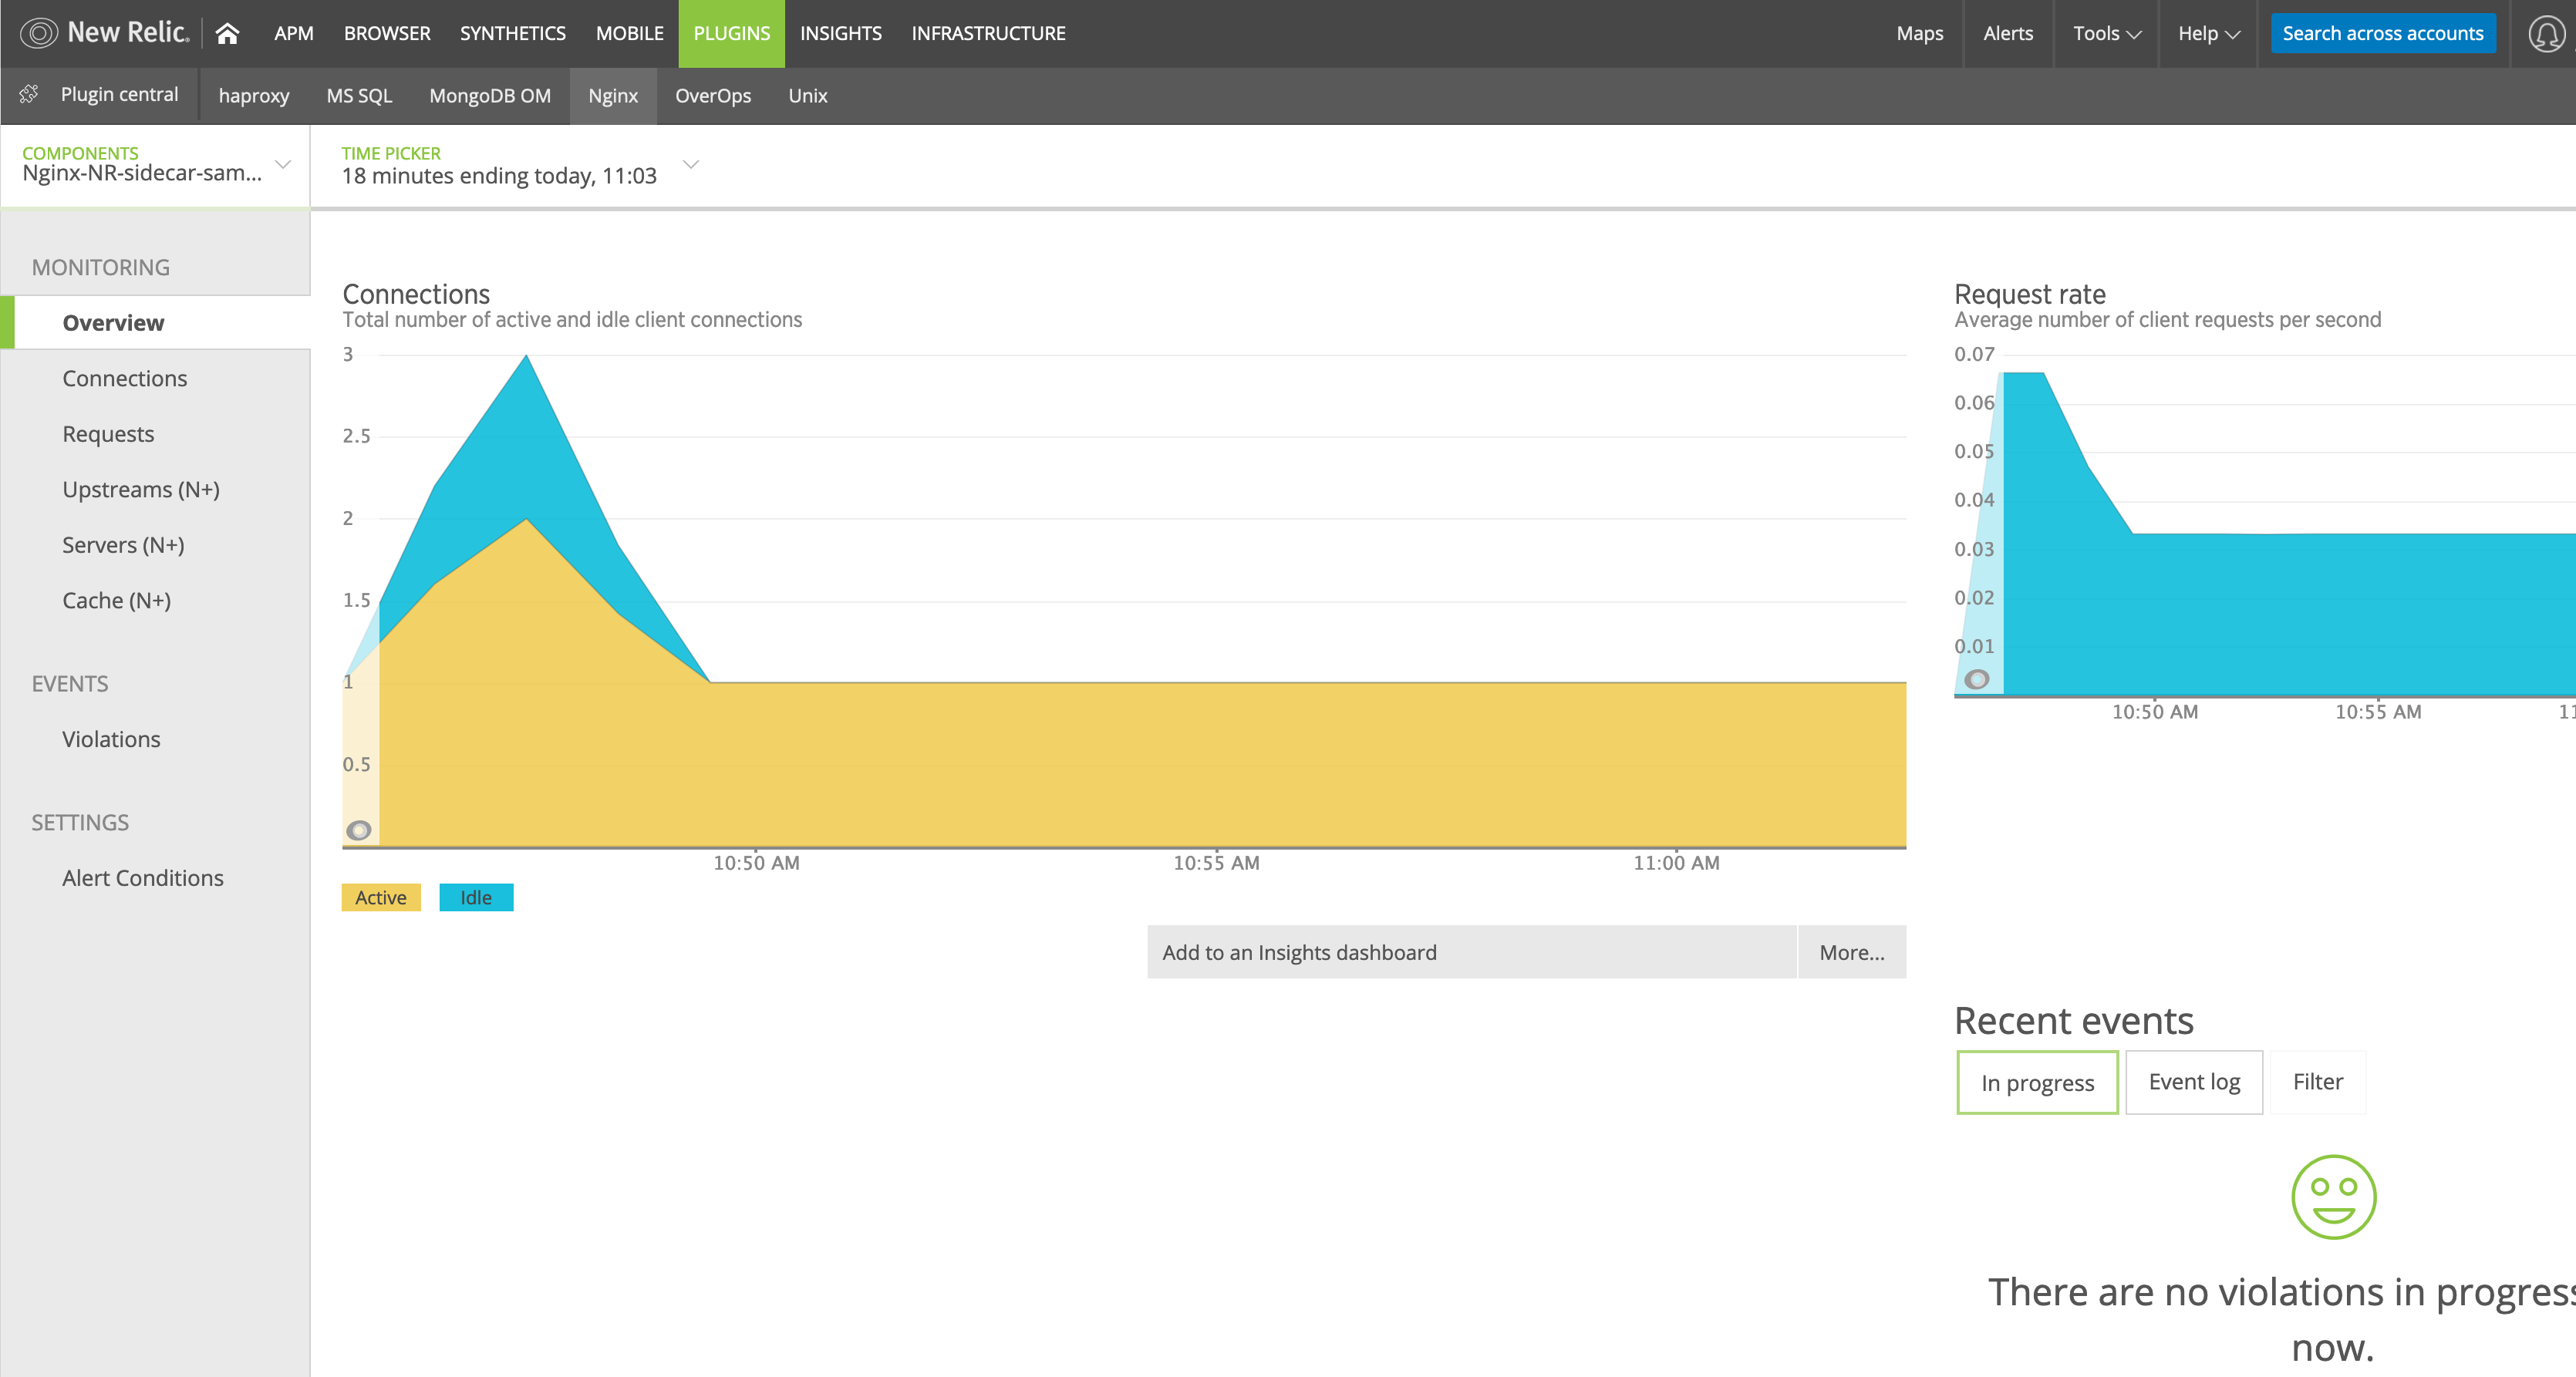 New Relic. APM BROWSER SYNTHETICS MOBILE PLUGINS INSIGHTS INFRASTRUCTURE Maps Alerts Tools Help Search across accounts
Plugin central haproxy MS SQL MongoDB OM Nginx OverOps Unix
COMPONENTS
Nginx-NR-sidecar-sam...
TIME PICKER
18 minutes ending today, 11:03
MONITORING
Overview
Connections
Requests
Upstreams (N+)
Servers (N+)
Cache (N+)
EVENTS
Violations
SETTINGS
Alert Conditions
Connections
Total number of active and idle client connections
3
2.5
2
1.5
1
0.5
10:50 AM 10:55 AM 11:00 AM
Active Idle
Add to an Insights dashboard More...
Request rate
Average number of client requests per second
0.07
0.06
0.05
0.04
0.03
0.02
0.01
10:50 AM 10:55 AM 11
Recent events
In progress Event log Filter
There are no violations in progress
now.